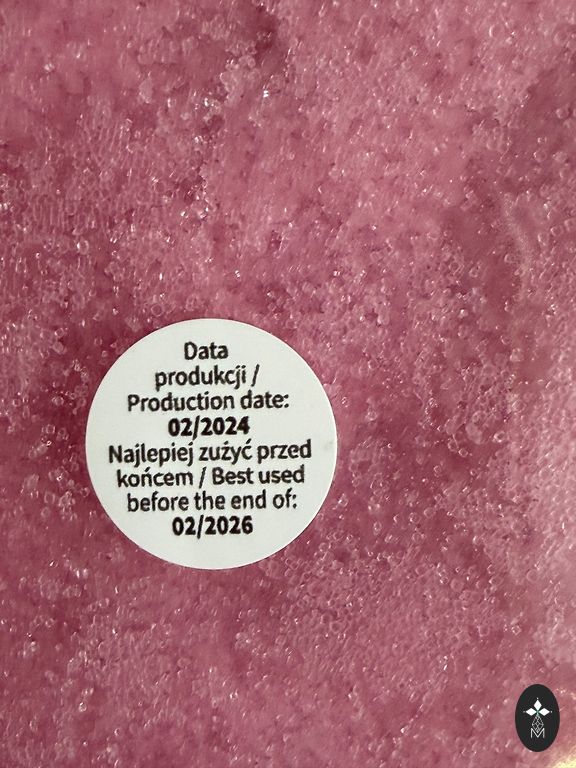 Data
produkcji /
Production date:
02/2024
Najlepiej zużyć przed
końcem / Best used
before the end of:
02/2026
M